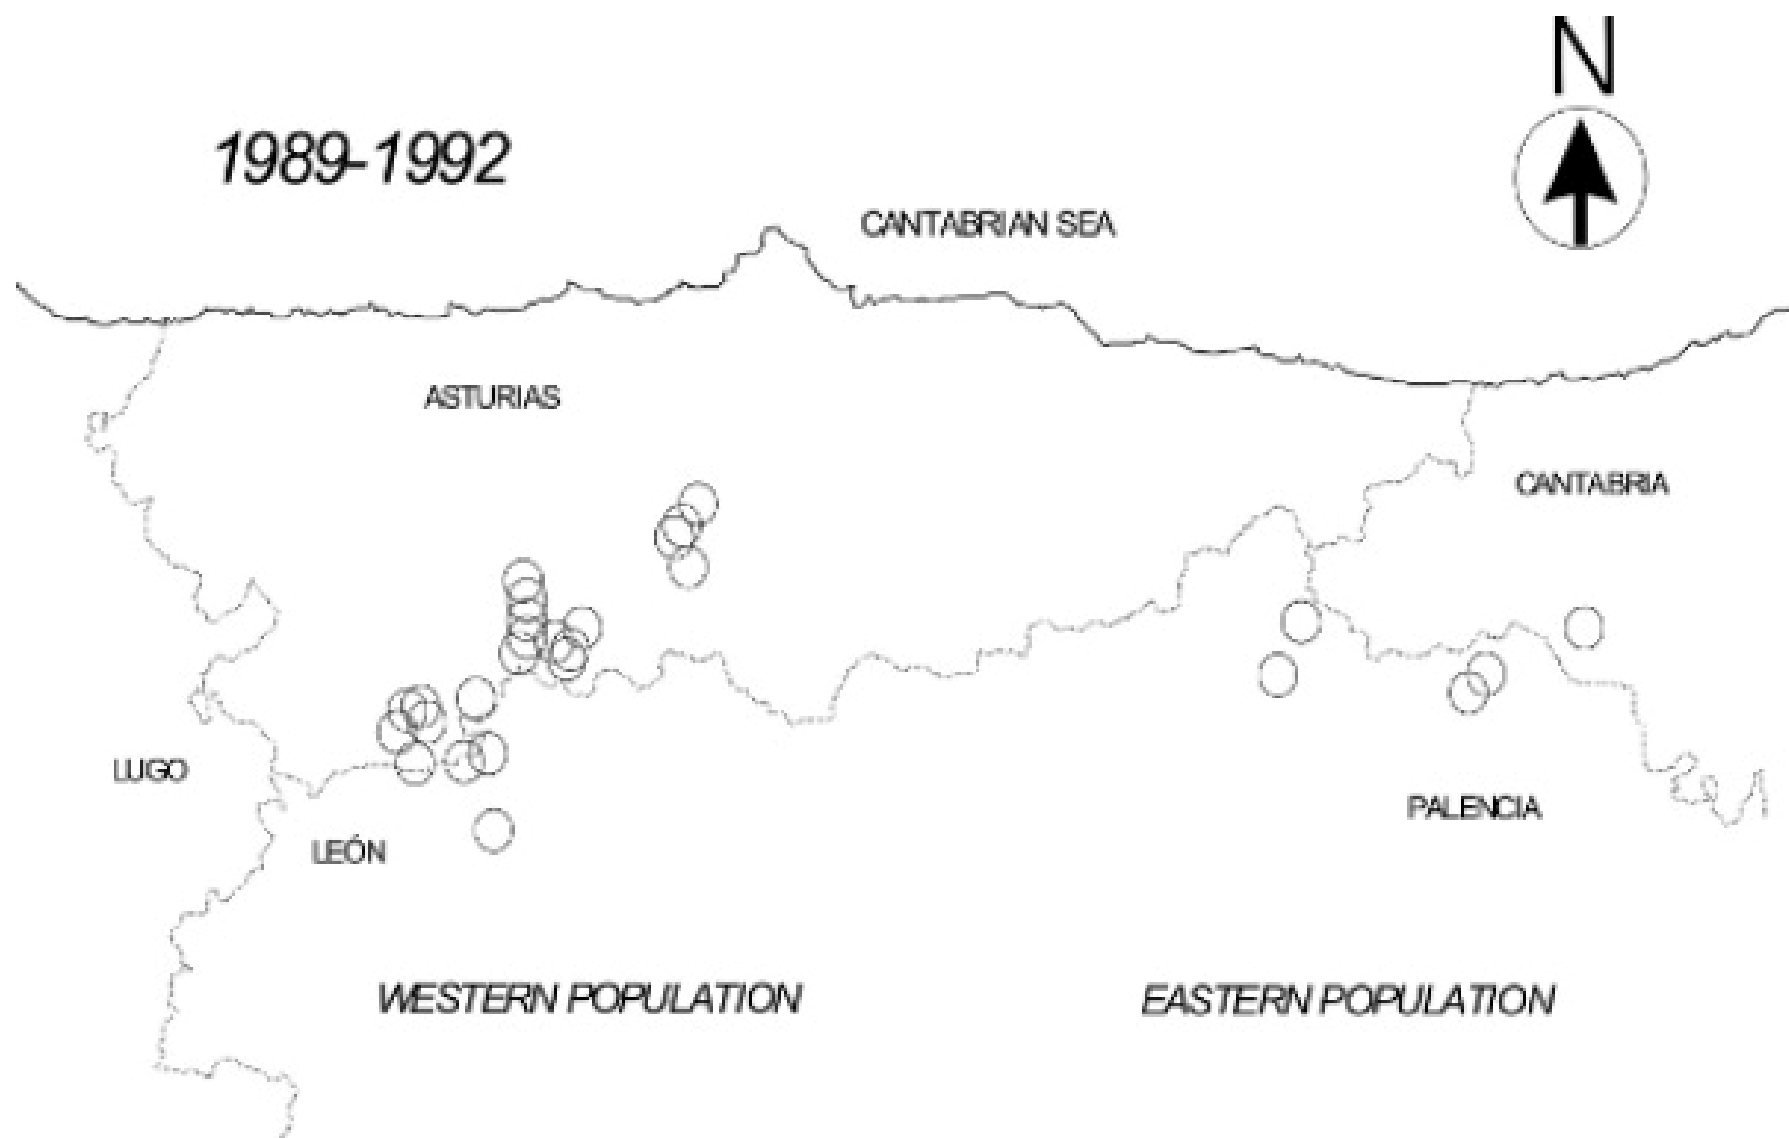 N
1989-1992
CANTABRIAN SEA
ASTURIAS
CANTABRIA
LUGO
PALENCIA
LEÓN
WESTERN POPULATION
EASTERN POPULATION